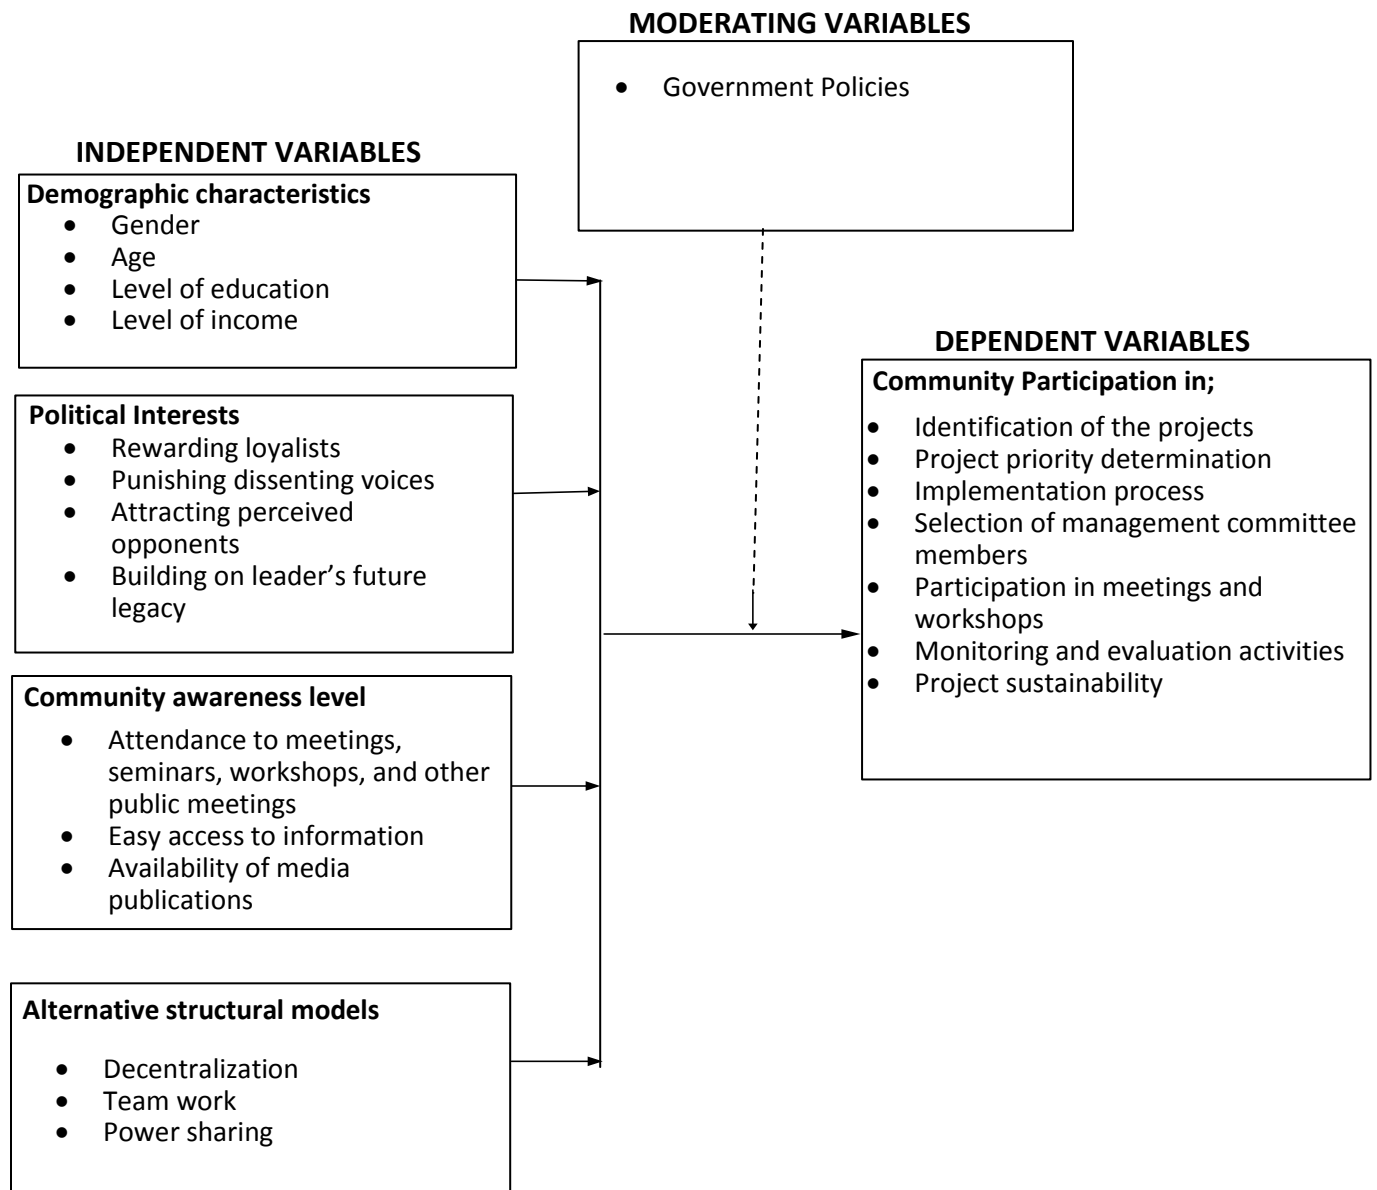 MODERATING VARIABLES
• Government Policies
INDEPENDENT VARIABLES
Demographic characteristics
• Gender
• Age
• Level of education
• Level of income
Political Interests
• Rewarding loyalists
• Punishing dissenting voices
• Attracting perceived
opponents
• Building on leader’s future
legacy
Community awareness level
• Attendance to meetings,
seminars, workshops, and other
public meetings
• Easy access to information
• Availability of media
publications
Alternative structural models
• Decentralization
• Team work
• Power sharing
DEPENDENT VARIABLES
Community Participation in;
• Identification of the projects
• Project priority determination
• Implementation process
• Selection of management committee
members
• Participation in meetings and
workshops
• Monitoring and evaluation activities
• Project sustainability